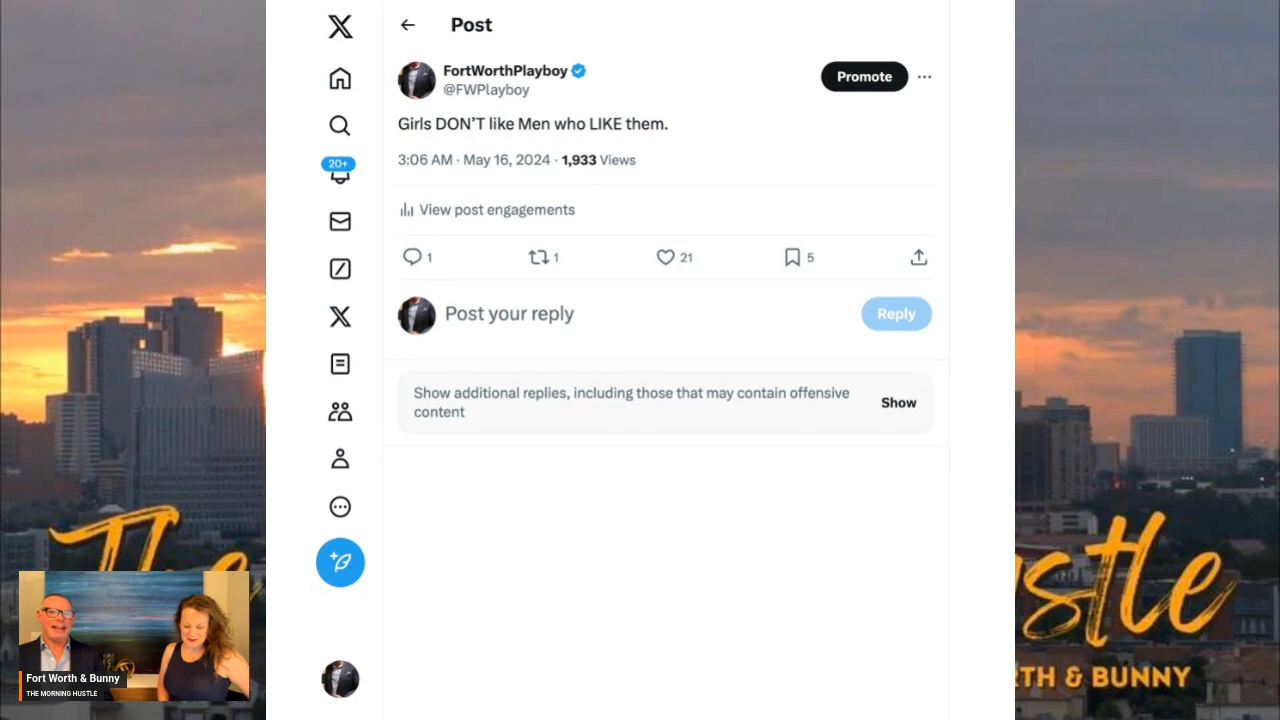 Post
FortWorthPlayboy
@FWPlayboy
Promote
Girls DON'T like Men who LIKE them.
3:06 AM · May 16, 2024 · 1,933 Views
20+
View post engagements
1 1 21 5
Post your reply
Reply
Show additional replies, including those that may contain offensive
content
Show
The
stle
RTH & BUNNY
Fort Worth & Bunny
THE MORNING HUSTLE